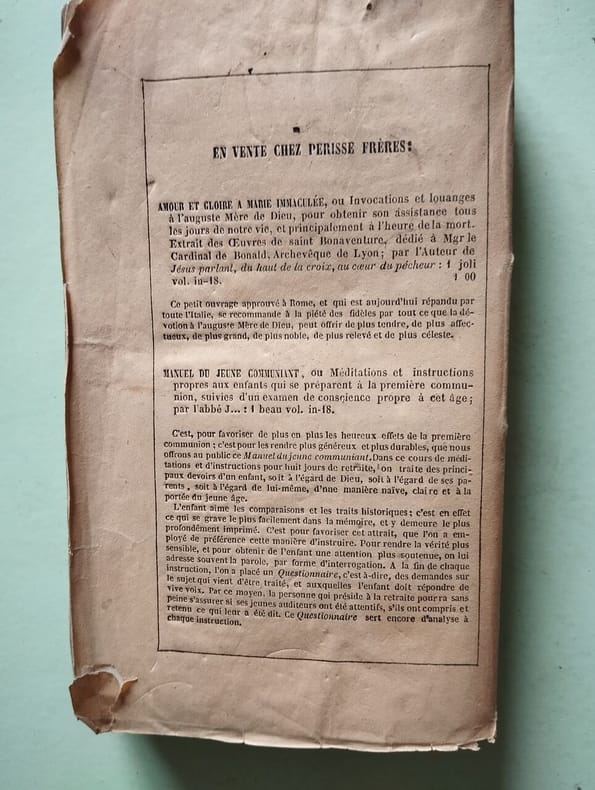 EN VENTE CHEZ PERISSE FRÈRES:
AMOUR ET GLOIRE A MARIE IMMACULÉE, ou Invocations et louanges
à l'auguste Mère de Dieu, pour obtenir son assistance tous
les jours de notre vie, et principalement à l'heure de la mort.
Extrait des Œuvres de saint Bonaventure, dédié à Mgr le
Cardinal de Bonald, Archevêque de Lyon; par l'Auteur de
Jésus parlant, du haut de la croix, au cœur du pécheur : 1 joli
vol. in-18. 1 00
Ce petit ouvrage approuvé à Rome, et qui est aujourd'hui répandu par
toute l'Italie, se recommande à la piété des fidèles par tout ce que la dé-
votion à l'auguste Mère de Dieu, peut offrir de plus tendre, de plus affec-
tueux, de plus grand, de plus noble, de plus relevé et de plus céleste.
MANUEL DU JEUNE COMMUNIANT, ou Méditations et instructions
propres aux enfants qui se préparent à la première commu-
nion, suivies d'un examen de conscience propre à cet âge;
par l'abbé J... : 1 beau vol. in-18.
C'est, pour favoriser de plus en plus les heureux effets de la première
communion ; c'est pour les rendre plus généreux et plus durables, que nous
offrons au public ce Manuel du jeune communiant. Dans ce cours de médi-
tations et d'instructions pour huit jours de retraite, on traite des princi-
paux devoirs d'un enfant, soit à l'égard de Dieu, soit à l'égard de ses pa-
rents, soit à l'égard de lui-même, d'nne manière naïve, claire et à la
portée du jeune âge.
L'enfant aime les comparaisons et les traits historiques; c'est en effet
ce qui se grave le plus facilement dans la mémoire, et y demeure le plus
profondément imprimé. C'est pour favoriser cet attrait, que l'on a em-
ployé de préférence cette manière d'instruire. Pour rendre la vérité plus
sensible, et pour obtenir de l'enfant une attention plus soutenue, on lui
adresse souvent la parole, par forme d'interrogation. A la fin de chaque
instruction, l'on a placé un Questionnaire, c'est-à-dire, des demandes sur
le sujet qui vient d'être traité, et auxquelles l'enfant doit répondre de
vive voix. Par ce moyen, la personne qui préside à la retraite pourra sans
peine s'assurer si ses jeunes auditeurs ont été attentifs, s'ils ont compris et
retenu ce qui leur a été dit. Ce Questionnaire sert encore d'analyse à
chaque instruction.